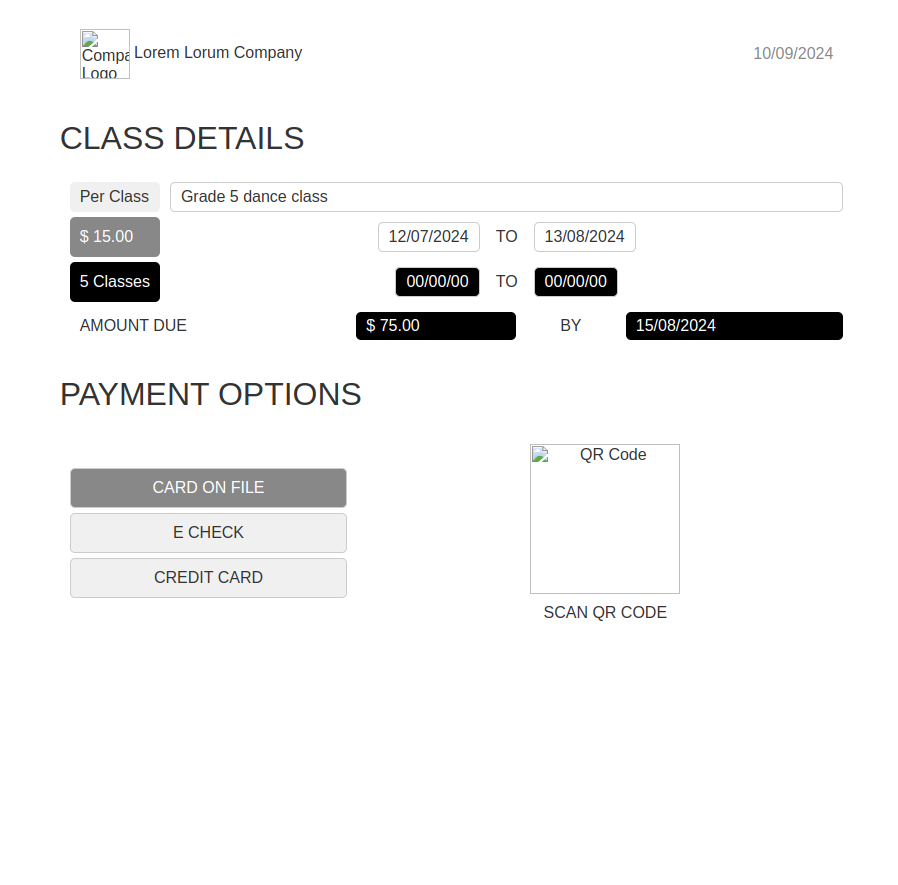 Compa
Logo
Lorem Lorum Company
10/09/2024
CLASS DETAILS
Per Class
Grade 5 dance class
$ 15.00
12/07/2024 TO 13/08/2024
5 Classes
00/00/00 TO 00/00/00
AMOUNT DUE
$ 75.00
BY
15/08/2024
PAYMENT OPTIONS
CARD ON FILE
E CHECK
CREDIT CARD
QR Code
SCAN QR CODE